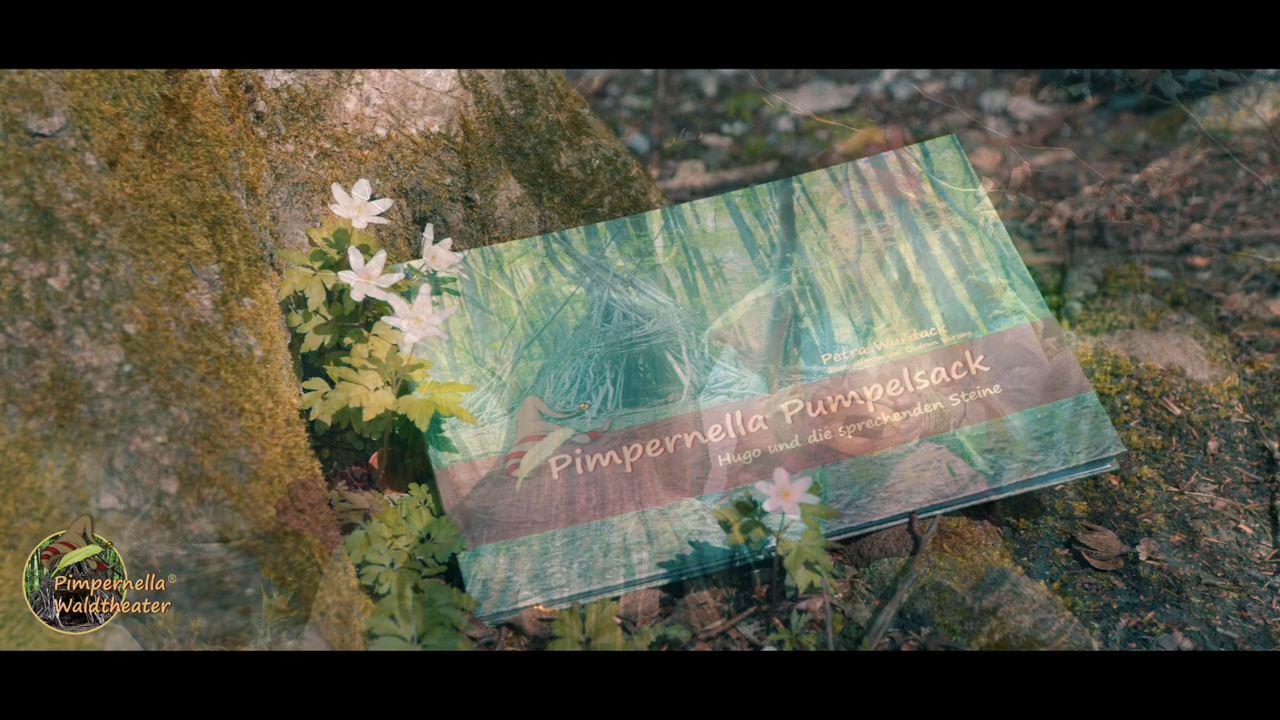 Petra Wurdack
Pimpernella Pumpelsack
Hugo und die sprechenden Steine
Pimpernella®
Waldtheater